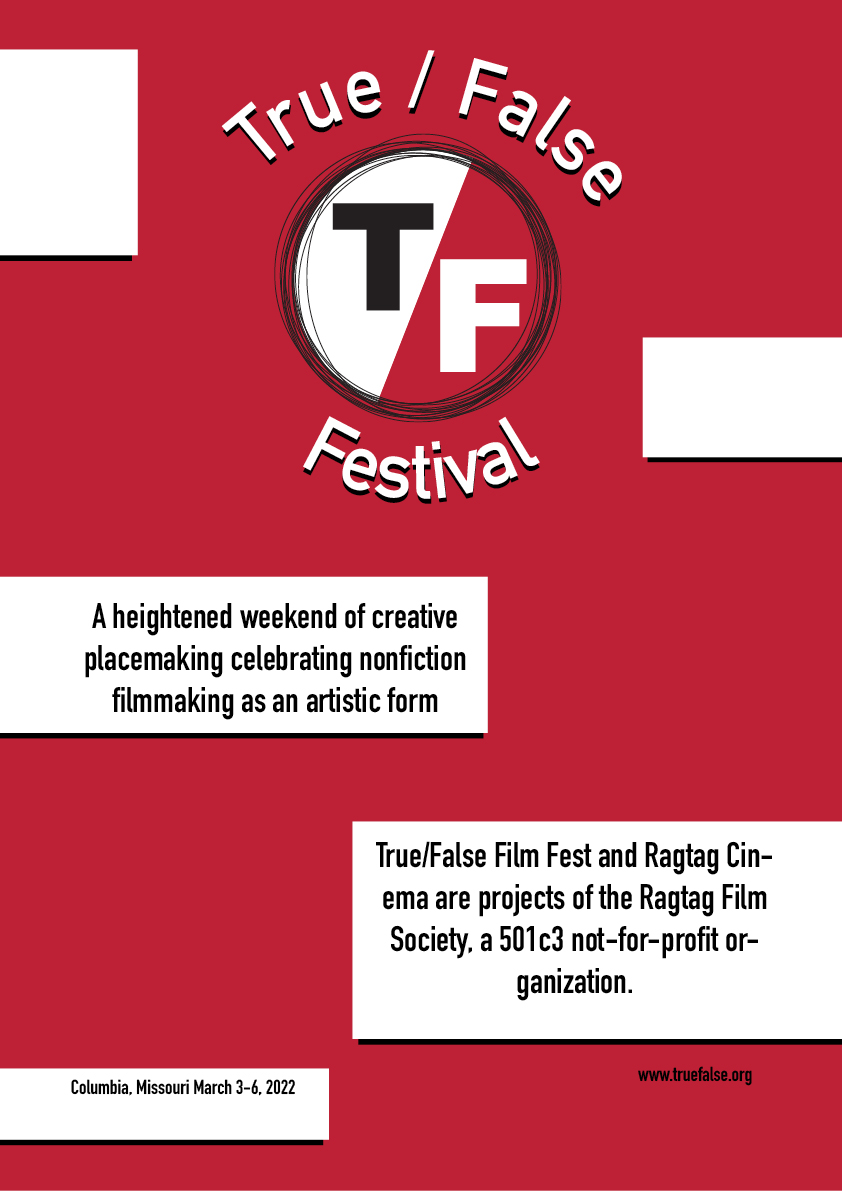 True / False
T/F
Festival
A heightened weekend of creative
placemaking celebrating nonfiction
filmmaking as an artistic form
True/False Film Fest and Ragtag Cin-
ema are projects of the Ragtag Film
Society, a 501c3 not-for-profit or-
ganization.
www.truefalse.org
Columbia, Missouri March 3-6, 2022